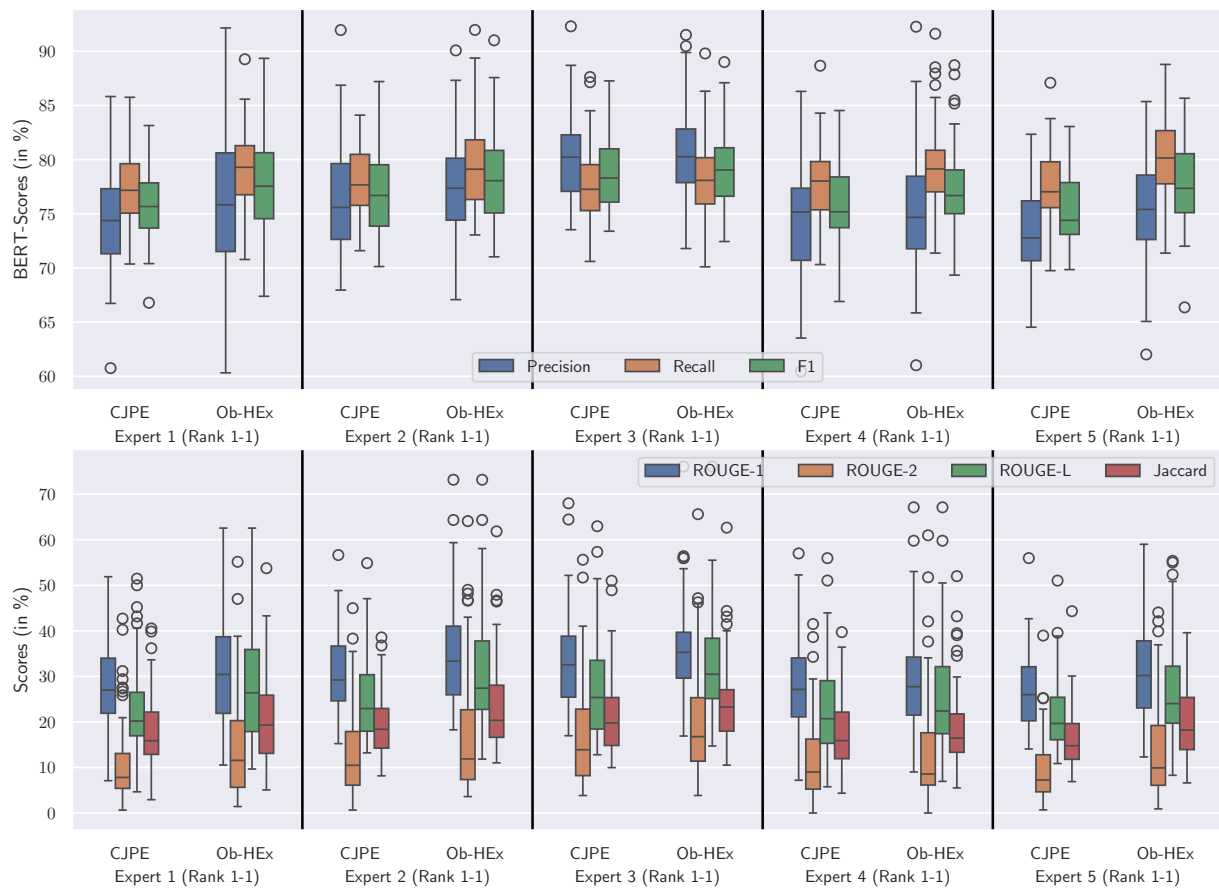 BERT-Scores (in %)
90
85
80
75
70
65
60
Precision Recall F1
CJPE Ob-HEx CJPE Ob-HEx CJPE Ob-HEx CJPE Ob-HEx CJPE Ob-HEx
Expert 1 (Rank 1-1) Expert 2 (Rank 1-1) Expert 3 (Rank 1-1) Expert 4 (Rank 1-1) Expert 5 (Rank 1-1)
Scores (in %)
ROUGE-1 ROUGE-2 ROUGE-L Jaccard
70
60
50
40
30
20
10
0
CJPE Ob-HEx CJPE Ob-HEx CJPE Ob-HEx CJPE Ob-HEx CJPE Ob-HEx
Expert 1 (Rank 1-1) Expert 2 (Rank 1-1) Expert 3 (Rank 1-1) Expert 4 (Rank 1-1) Expert 5 (Rank 1-1)